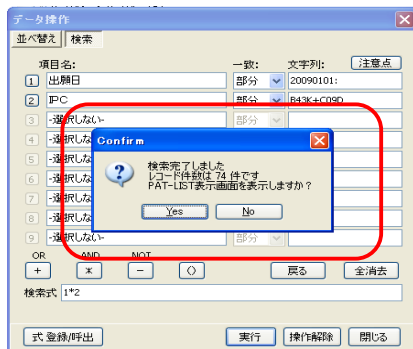 データ操作
並べ替え 検索
項目名: 一致: 文字列: 注意点
1 出願日 部分 20090101:
2 IPC 部分 B43K+C09D
3 -選択しない- 部分
4 -選択しな
5 -選択しな
6 -選択しな
7 -選択しな
8 -選択しな
9 -選択しない- 部分
Confirm
検索完了しました
レコード件数は 74 件です
PAT-LIST表示画面を表示しますか?
Yes No
OR AND NOT
+ * - () 戻る 全消去
検索式 1*2
式 登録/呼出 実行 操作解除 閉じる